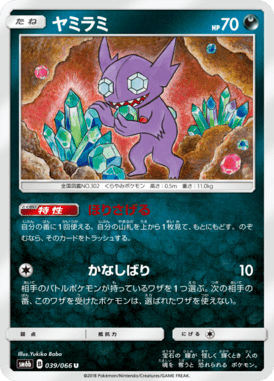 たね ヤミラミ HP70
全国図鑑NO.302 くらやみポケモン 高さ：0.5m 重さ：11.0kg
特性 ほりさげる
自分の番に1回使える。自分の山札を上から1枚見て、もとにもどす。の
ぞむなら、そのカードをトラッシュする。
かなしばり 10
相手のバトルポケモンが持っているワザを1つ選ぶ。次の相手の番、
このワザを受けたポケモンは、選ばれたワザが使えない。
弱点 抵抗力 にげる
Illus.Yukiko Baba
SM6b D 039/066 U
©2018 Pokémon/Nintendo/Creatures/GAME FREAK.